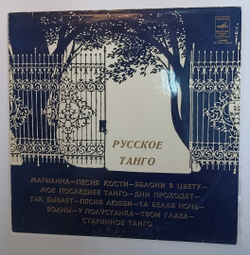 РУССКОЕ
ТАНГО
МАРИАННА—ПЕСНЯ КОСТИ—ЯБЛОНИ В ЦВЕТУ—
МОЕ ПОСЛЕДНЕЕ ТАНГО—ДНИ ПРОХОДЯТ—
ТАК БЫВАЕТ—ПЕСНЯ ЛЮБВИ—ТА БЕЛАЯ НОЧЬ—
ВОЛНЫ—У ПОЛУСТАНКА—ТВОИ ГЛАЗА—
СТАРИННОЕ ТАНГО